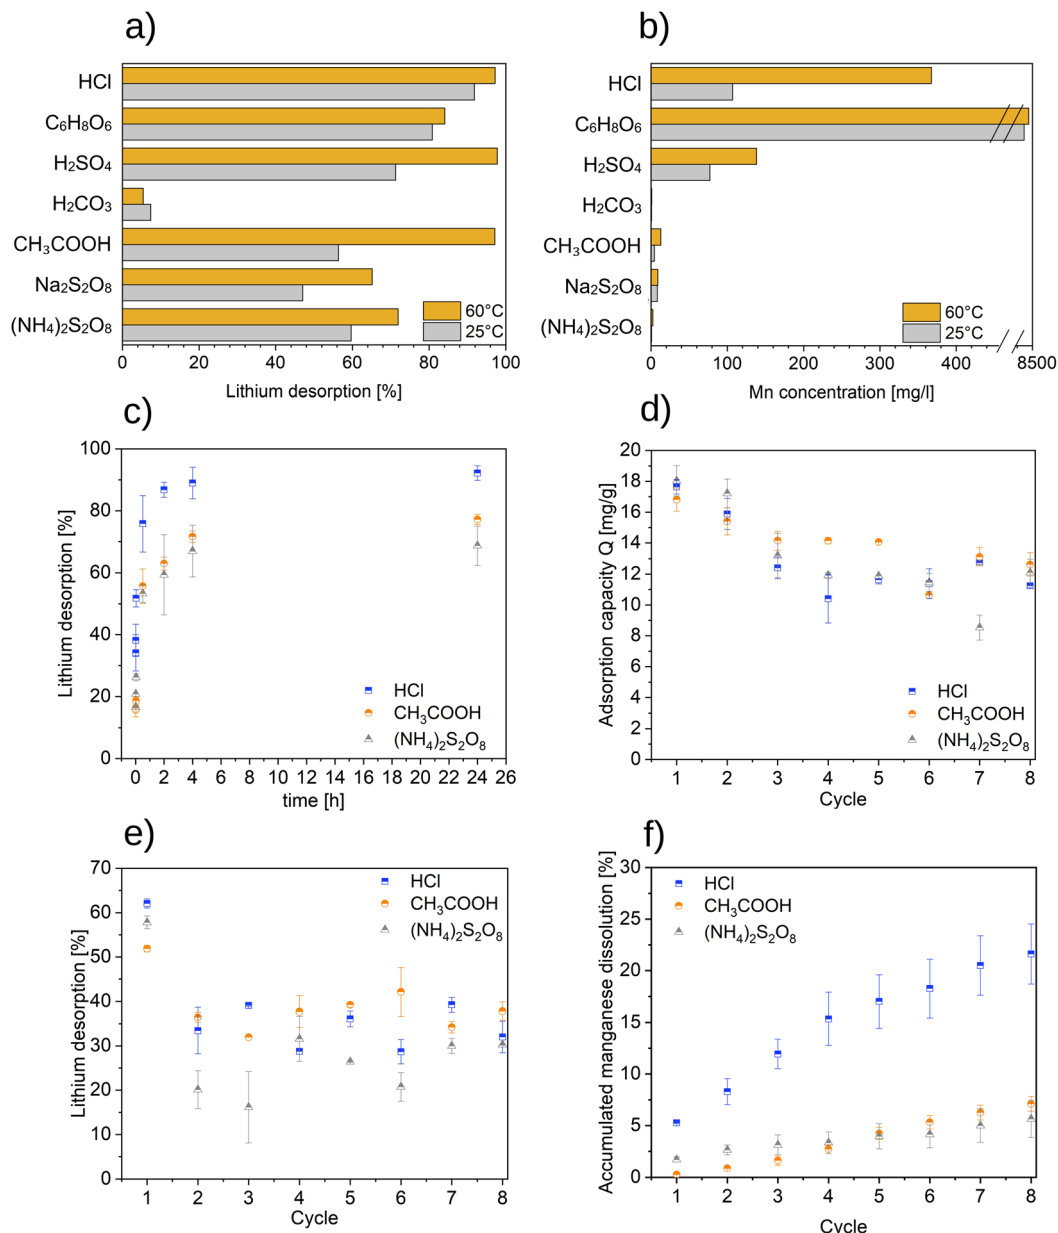 a)
HCl
C₆H₈O₆
H₂SO₄
H₂CO₃
CH₃COOH
Na₂S₂O₈
(NH₄)₂S₂O₈
60°C
25°C
0 20 40 60 80 100
Lithium desorption [%]
b)
HCl
C₆H₈O₆
H₂SO₄
H₂CO₃
CH₃COOH
Na₂S₂O₈
(NH₄)₂S₂O₈
60°C
25°C
0 100 200 300 400 8500
Mn concentration [mg/l]
c)
Lithium desorption [%]
100
80
60
40
20
0
HCl
CH₃COOH
(NH₄)₂S₂O₈
0 2 4 6 8 10 12 14 16 18 20 22 24 26
time [h]
d)
Adsorption capacity Q [mg/g]
20
18
16
14
12
10
8
6
4
2
0
HCl
CH₃COOH
(NH₄)₂S₂O₈
1 2 3 4 5 6 7 8
Cycle
e)
Lithium desorption [%]
70
60
50
40
30
20
10
0
HCl
CH₃COOH
(NH₄)₂S₂O₈
1 2 3 4 5 6 7 8
Cycle
f)
Accumulated manganese dissolution [%]
30
25
20
15
10
5
0
HCl
CH₃COOH
(NH₄)₂S₂O₈
1 2 3 4 5 6 7 8
Cycle